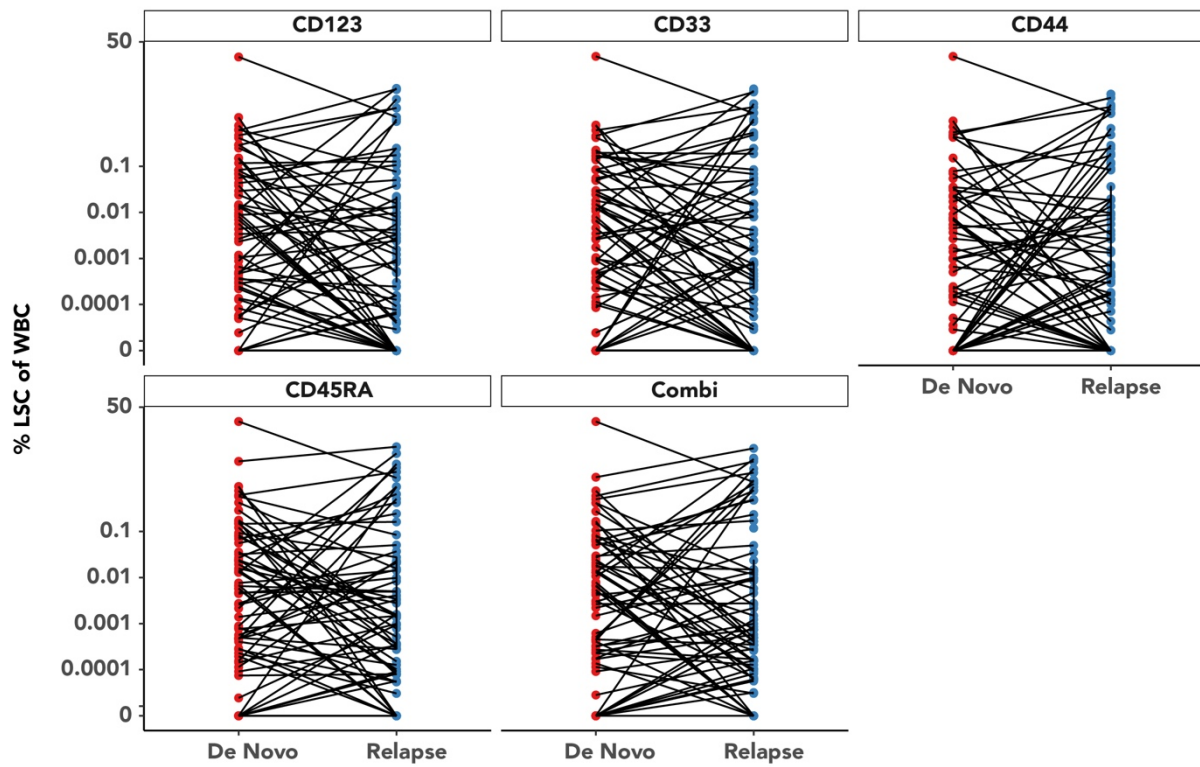 CD123 CD33 CD44
50
0.1
0.01
0.001
0.0001
0
De Novo Relapse
% LSC of WBC
CD45RA Combi
50
0.1
0.01
0.001
0.0001
0
De Novo Relapse De Novo Relapse